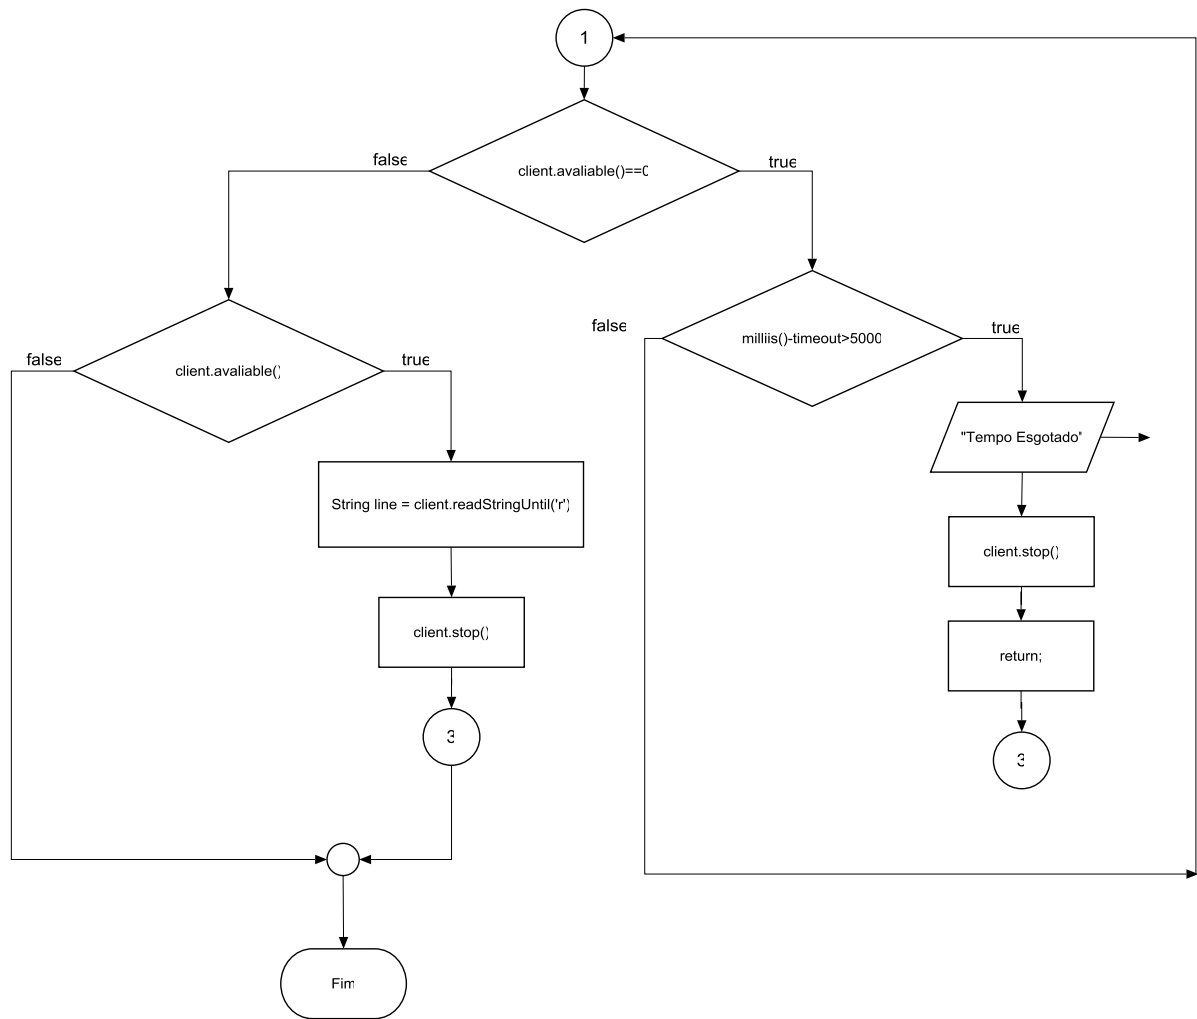 1
false
true
client.avaliable()==0
false
true
milliis()-timeout>5000
false
true
client.avaliable()
"Tempo Esgotado"
String line = client.readStringUntil('r')
client.stop()
client.stop()
return;
3
3
Fim